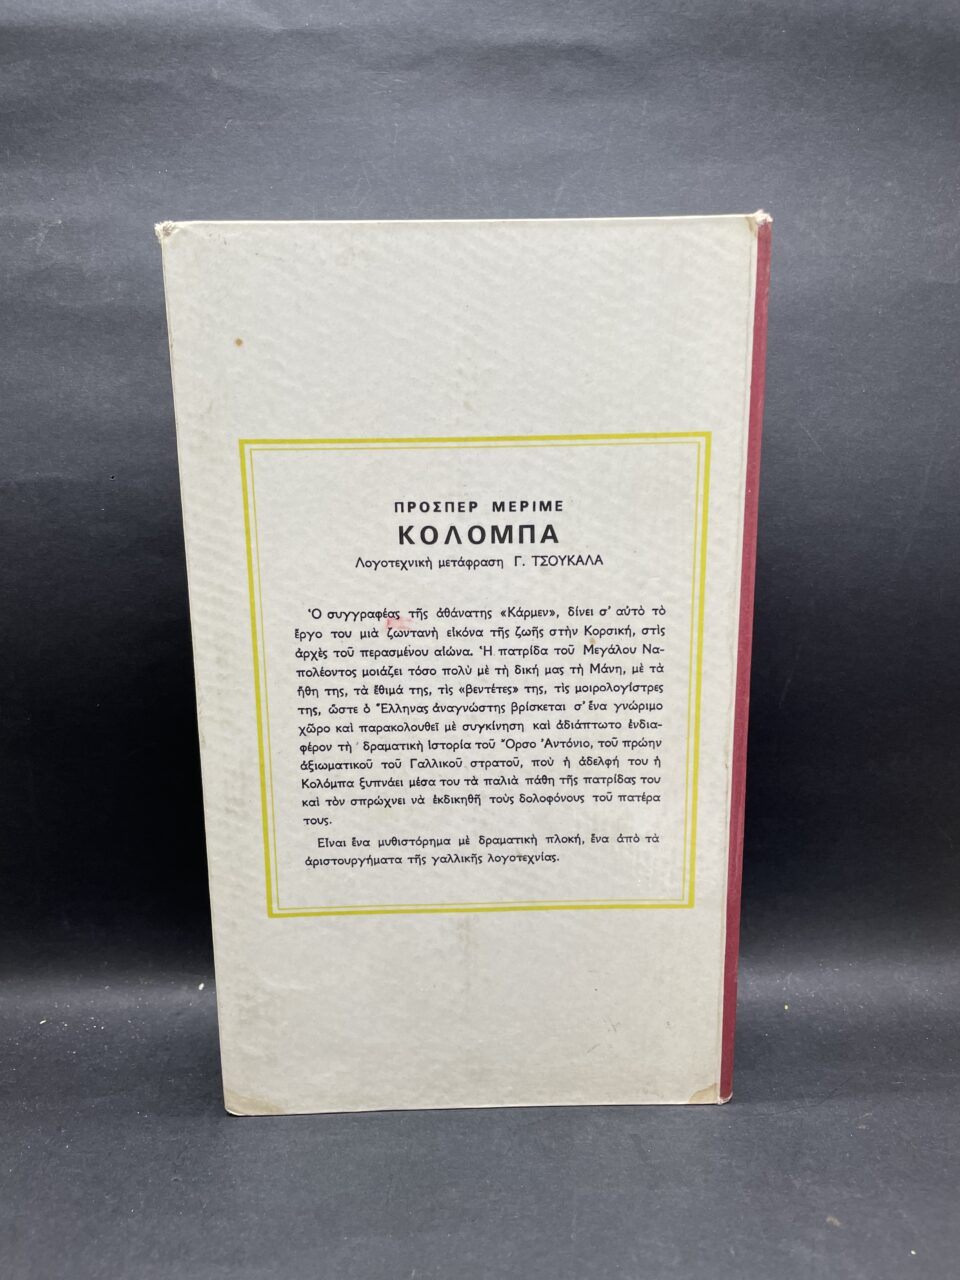 ΠΡΟΣΠΕΡ ΜΕΡΙΜΕ
ΚΟΛΟΜΠΑ
Λογοτεχνικὴ μετάφραση Γ. ΤΣΟΥΚΑΛΑ
Ὁ συγγραφέας τῆς ἀθάνατης «Κάρμεν», δίνει σ' αὐτὸ τὸ
ἔργο του μιὰ ζωντανὴ εἰκόνα τῆς ζωῆς στὴν Κορσική, στὶς
ἀρχὲς τοῦ περασμένου αἰώνα. Ἡ πατρίδα τοῦ Μεγάλου Να-
πολέοντος μοιάζει τόσο πολὺ μὲ τὴ δική μας τὴ Μάνη, μὲ τὰ
ἤθη της, τὰ ἔθιμά της, τὶς «βεντέτες» της, τὶς μοιρολογίστρες
της, ὥστε ὁ Ἕλληνας ἀναγνώστης βρίσκεται σ' ἕνα γνώριμο
χῶρο καὶ παρακολουθεῖ μὲ συγκίνηση καὶ ἀδιάπτωτο ἐνδια-
φέρον τὴ δραματικὴ ἱστορία τοῦ Ὄρσο Ἀντόνιο, τοῦ πρώην
ἀξιωματικοῦ τοῦ Γαλλικοῦ στρατοῦ, ποὺ ἡ ἀδελφή του ἡ
Κολόμπα ξυπνάει μέσα του τὰ παλιὰ πάθη τῆς πατρίδας του
καὶ τὸν σπρώχνει νὰ ἐκδικηθῆ τοὺς δολοφόνους τοῦ πατέρα
τους.
Εἶναι ἕνα μυθιστόρημα μὲ δραματικὴ πλοκή, ἕνα ἀπὸ τὰ
ἀριστουργήματα τῆς γαλλικῆς λογοτεχνίας.